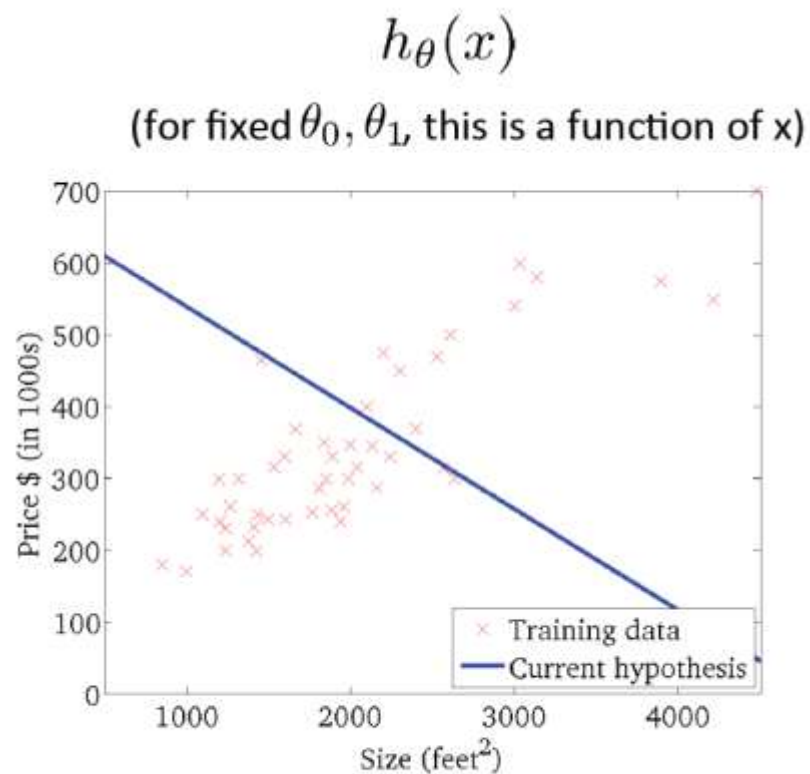 hθ(x)
(for fixed θ0, θ1, this is a function of x)
700
600
500
400
300
200
100
0
Price $ (in 1000s)
Training data
Current hypothesis
1000 2000 3000 4000
Size (feet²)